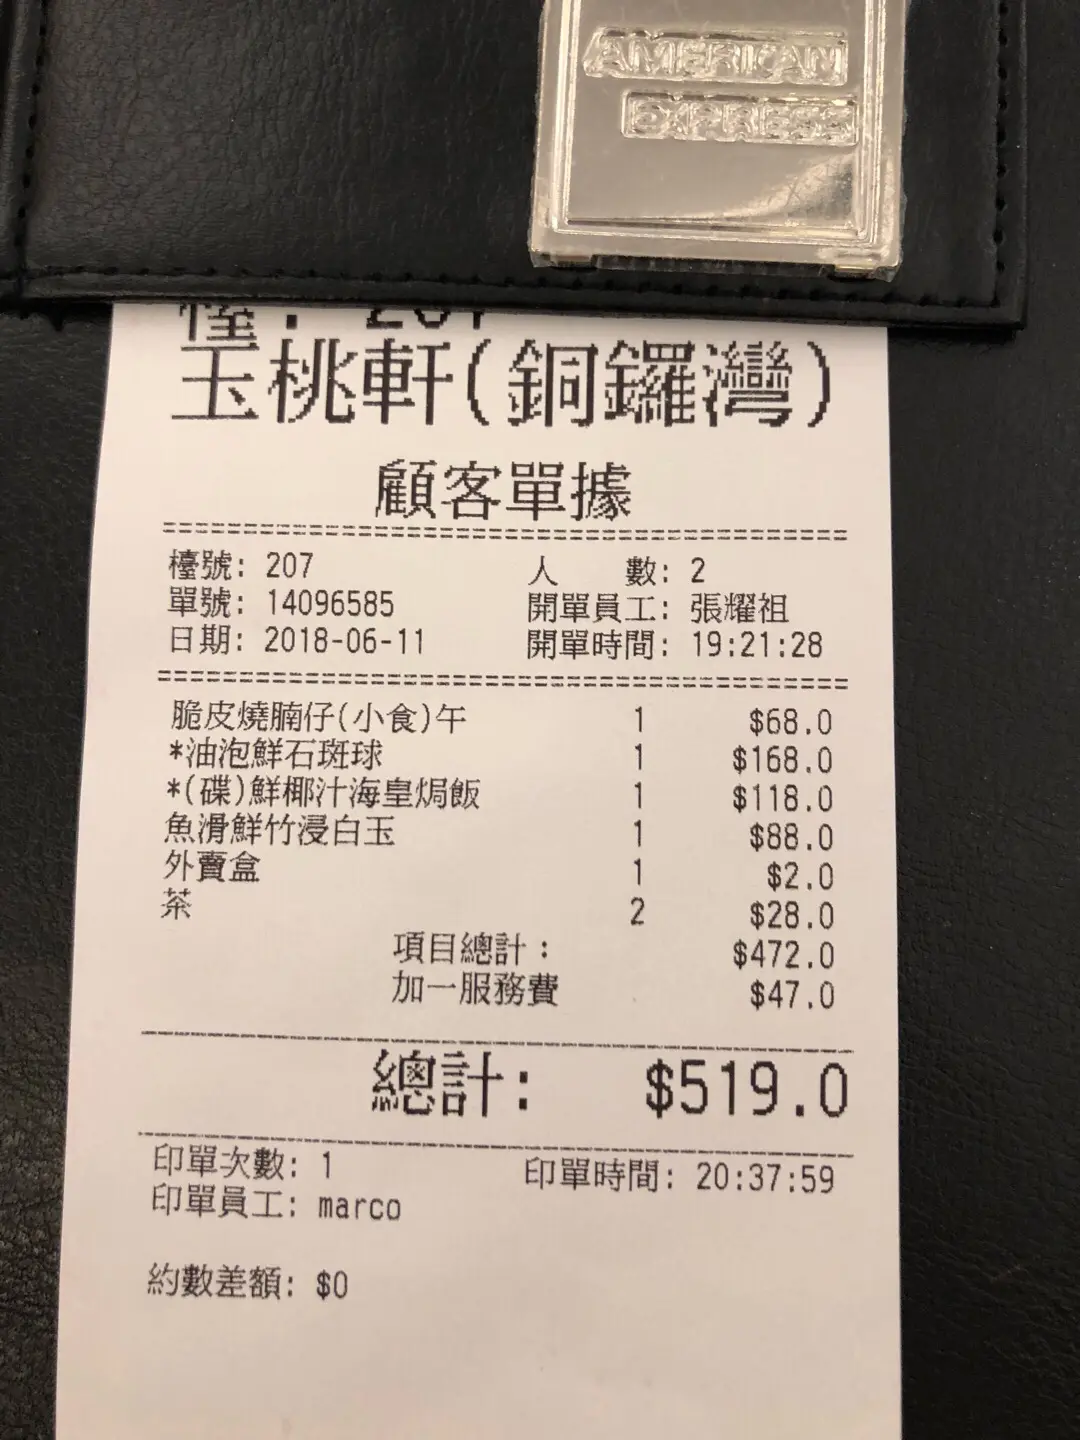 AMERICAN
EXPRESS
檯: 207
玉桃軒(銅鑼灣)
顧客單據
檯號: 207 人 數: 2
單號: 14096585 開單員工: 張耀祖
日期: 2018-06-11 開單時間: 19:21:28
脆皮燒腩仔(小食)午 1 $68.0
*油泡鮮石斑球 1 $168.0
*(碟)鮮椰汁海皇焗飯 1 $118.0
魚滑鮮竹浸白玉 1 $88.0
外賣盒 1 $2.0
茶 2 $28.0
項目總計: $472.0
加一服務費 $47.0
總計: $519.0
印單次數: 1 印單時間: 20:37:59
印單員工: marco
約數差額: $0